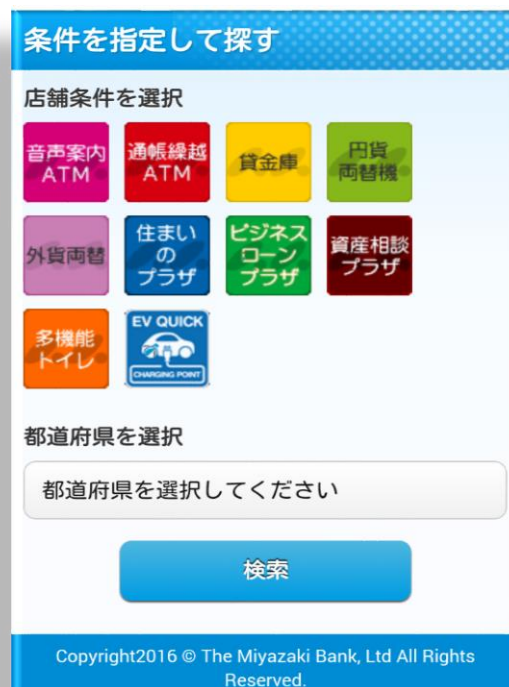 条件を指定して探す
店舗条件を選択
音声案内
ATM
通帳繰越
ATM
貸金庫
円貨
両替機
外貨両替
住まい
の
プラザ
ビジネス
ローン
プラザ
資産相談
プラザ
多機能
トイレ
EV QUICK
CHARGING POINT
都道府県を選択
都道府県を選択してください
検索
Copyright2016 © The Miyazaki Bank, Ltd All Rights
Reserved.